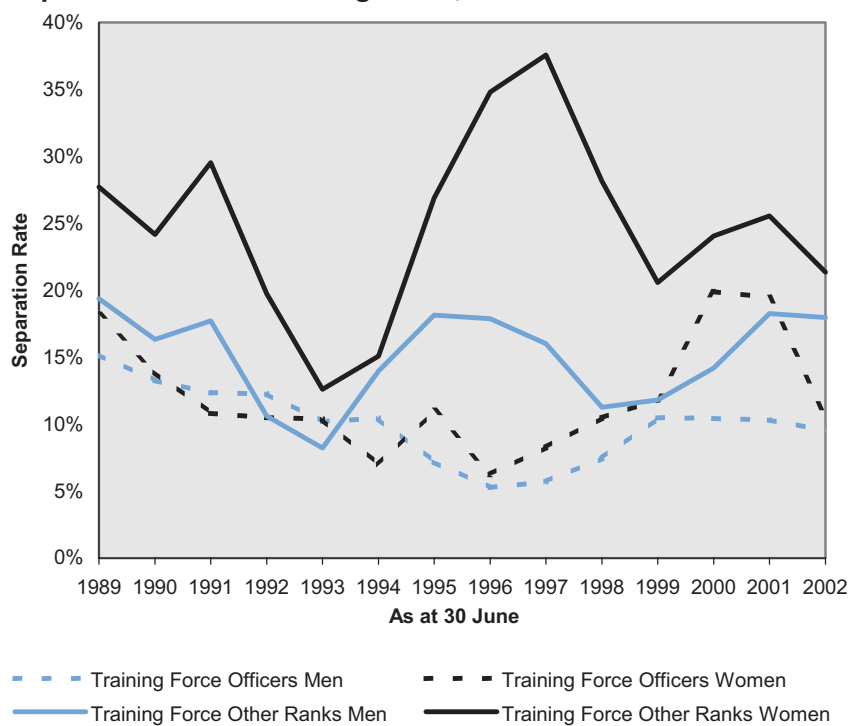 40%
35%
30%
25%
20%
15%
10%
5%
0%
Separation Rate
1989 1990 1991 1992 1993 1994 1995 1996 1997 1998 1999 2000 2001 2002
As at 30 June
Training Force Officers Men Training Force Officers Women
Training Force Other Ranks Men Training Force Other Ranks Women